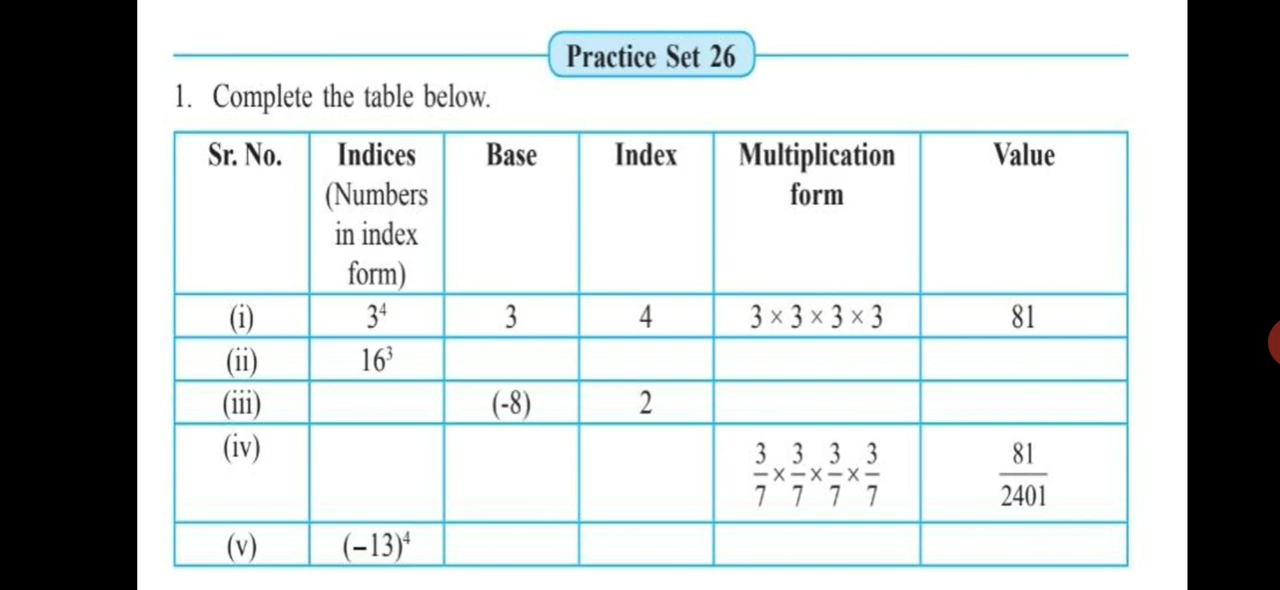 Practice Set 26
1. Complete the table below.
Sr. No. Indices Base Index Multiplication Value
(Numbers form
in index
form)
(i) 3⁴ 3 4 3 × 3 × 3 × 3 81
(ii) 16³
(iii) (-8) 2
(iv) 3/7 × 3/7 × 3/7 × 3/7 81/2401
(v) (−13)⁴